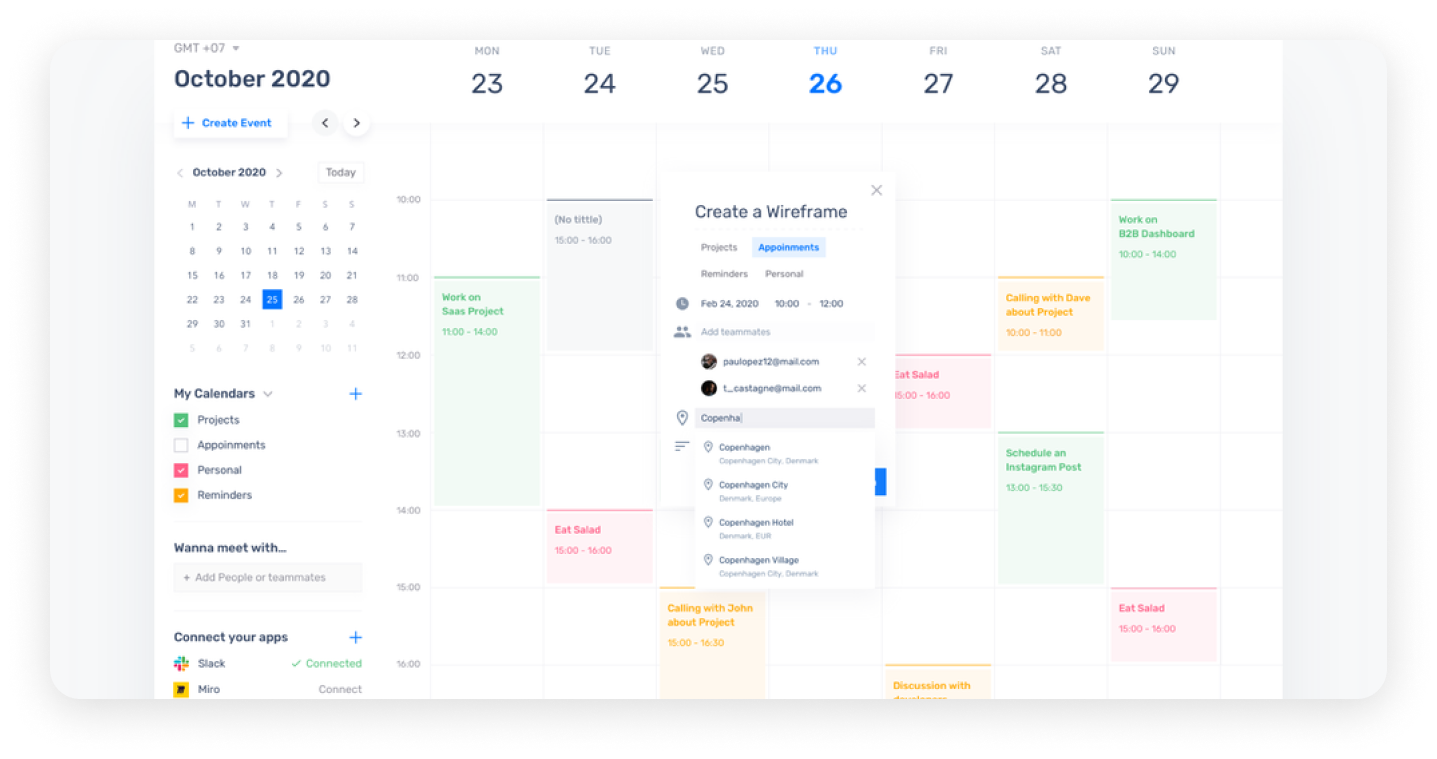 GMT +07
October 2020
+ Create Event
October 2020
Today
M T W T F S S
1 2 3 4 5 6 7
8 9 10 11 12 13 14
15 16 17 18 19 20 21
22 23 24 25 26 27 28
29 30 31 1 2 3 4
5 6 7 8 9 10 11
My Calendars
Projects
Appoinments
Personal
Reminders
Wanna meet with...
+ Add People or teammates
Connect your apps
Slack
Connected
Miro
Connect
MON TUE WED THU FRI SAT SUN
23 24 25 26 27 28 29
10:00
11:00
12:00
13:00
14:00
15:00
16:00
Work on
Saas Project
11:00 - 14:00
(No tittle)
15:00 - 16:00
Eat Salad
15:00 - 16:00
Calling with John
about Project
15:00 - 16:30
Create a Wireframe
Projects
Appoinments
Reminders
Personal
Feb 24, 2020 10:00 - 12:00
Add teammates
paulopez12@mail.com
t_castagne@mail.com
Copenha
Copenhagen
Copenhagen City, Denmark
Copenhagen City
Denmark, Europe
Copenhagen Hotel
Denmark, EUR
Copenhagen Village
Copenhagen City, Denmark
Eat Salad
15:00 - 16:00
Discussion with
developers
Calling with Dave
about Project
10:00 - 11:00
Schedule an
Instagram Post
13:00 - 15:30
Work on
B2B Dashboard
10:00 - 14:00
Eat Salad
15:00 - 16:00